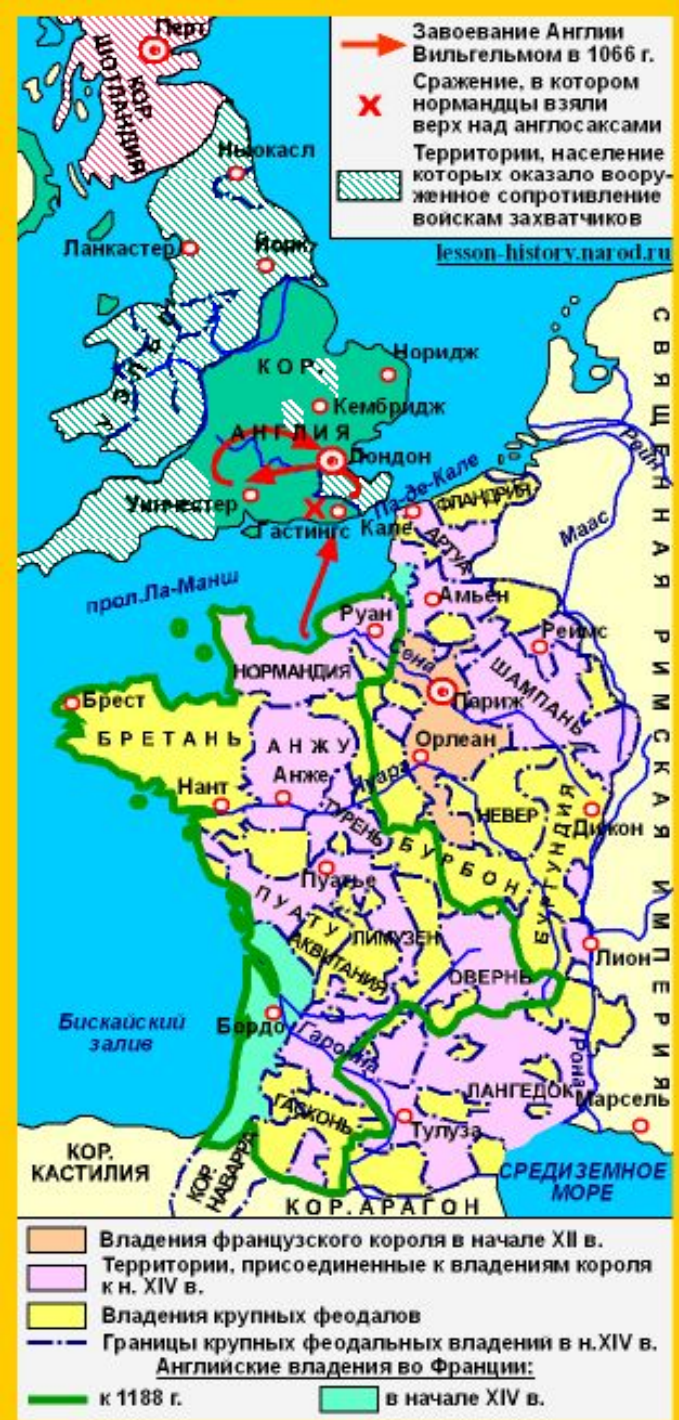 Завоевание Англии
Вильгельмом в 1066 г.
Сражение, в котором
нормандцы взяли
верх над англосаксами
Территории, население
которых оказало воору-
женное сопротивление
войскам захватчиков
lesson-history.narod.ru
Перт
КОР.
ШОТЛАНДИЯ
Ньюкасл
Ланкастер
Йорк
УЭЛЬС
КОР.
АНГЛИЯ
Норидж
Кембридж
Лондон
Уинчестер
Гастингс
Па-де-Кале
Кале
ФЛАНДРИЯ
АРТУА
прол.Ла-Манш
Амьен
Руан
Реймс
Сена
НОРМАНДИЯ
ШАМПАНЬ
Париж
Брест
БРЕТАНЬ
АНЖУ
Анже
Орлеан
Нант
Луара
ТУРЕНЬ
НЕВЕР
БУРГУНДИЯ
Дижон
БУРБОН
Пуатье
ПУАТУ
АКВИТАНИЯ
ЛИМУЗЕН
ОВЕРНЬ
Лион
Бискайский
залив
Бордо
Гаронна
ГАСКОНЬ
ЛАНГЕДОК
Рона
Марсель
Тулуза
КОР.
КАСТИЛИЯ
КОР.
НАВАРРА
КОР.АРАГОН
СРЕДИЗЕМНОЕ
МОРЕ
СВЯЩЕННАЯ РИМСКАЯ ИМПЕРИЯ
Рейн
Маас
Владения французского короля в начале XII в.
Территории, присоединенные к владениям короля
к н. XIV в.
Владения крупных феодалов
Границы крупных феодальных владений в н.XIV в.
Английские владения во Франции:
к 1188 г.
в начале XIV в.